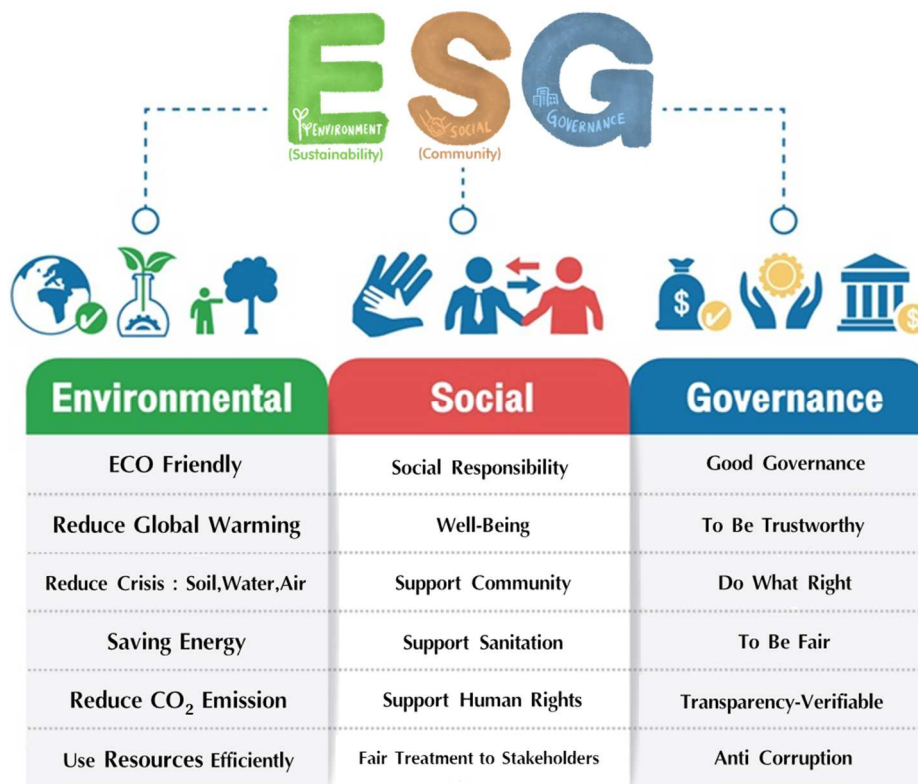 ESG
ENVIRONMENT
SOCIAL
GOVERNANCE
(Sustainability)
(Community)
$
$
Environmental
Social
Governance
ECO Friendly
Social Responsibility
Good Governance
Reduce Global Warming
Well-Being
To Be Trustworthy
Reduce Crisis : Soil,Water,Air
Support Community
Do What Right
Saving Energy
Support Sanitation
To Be Fair
Reduce CO₂ Emission
Support Human Rights
Transparency-Verifiable
Use Resources Efficiently
Fair Treatment to Stakeholders
Anti Corruption